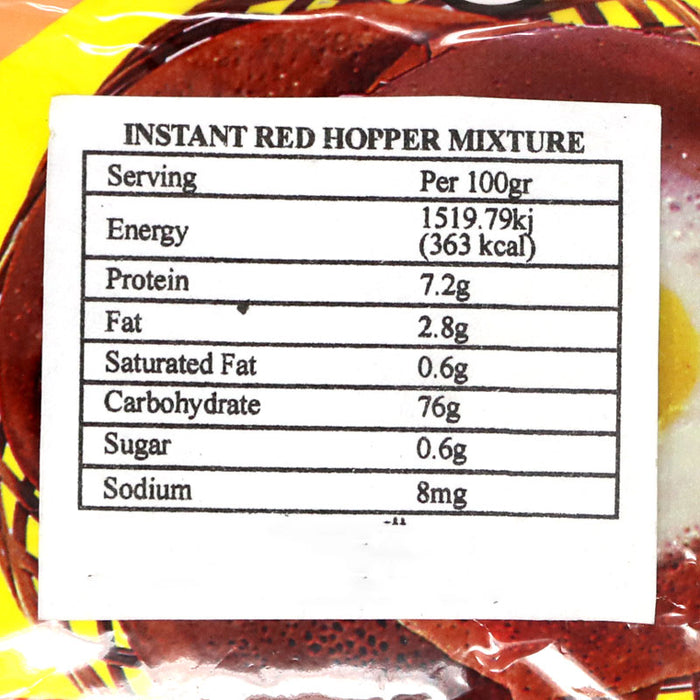 INSTANT RED HOPPER MIXTURE
Serving Per 100gr
Energy 1519.79kj
(363 kcal)
Protein 7.2g
Fat 2.8g
Saturated Fat 0.6g
Carbohydrate 76g
Sugar 0.6g
Sodium 8mg